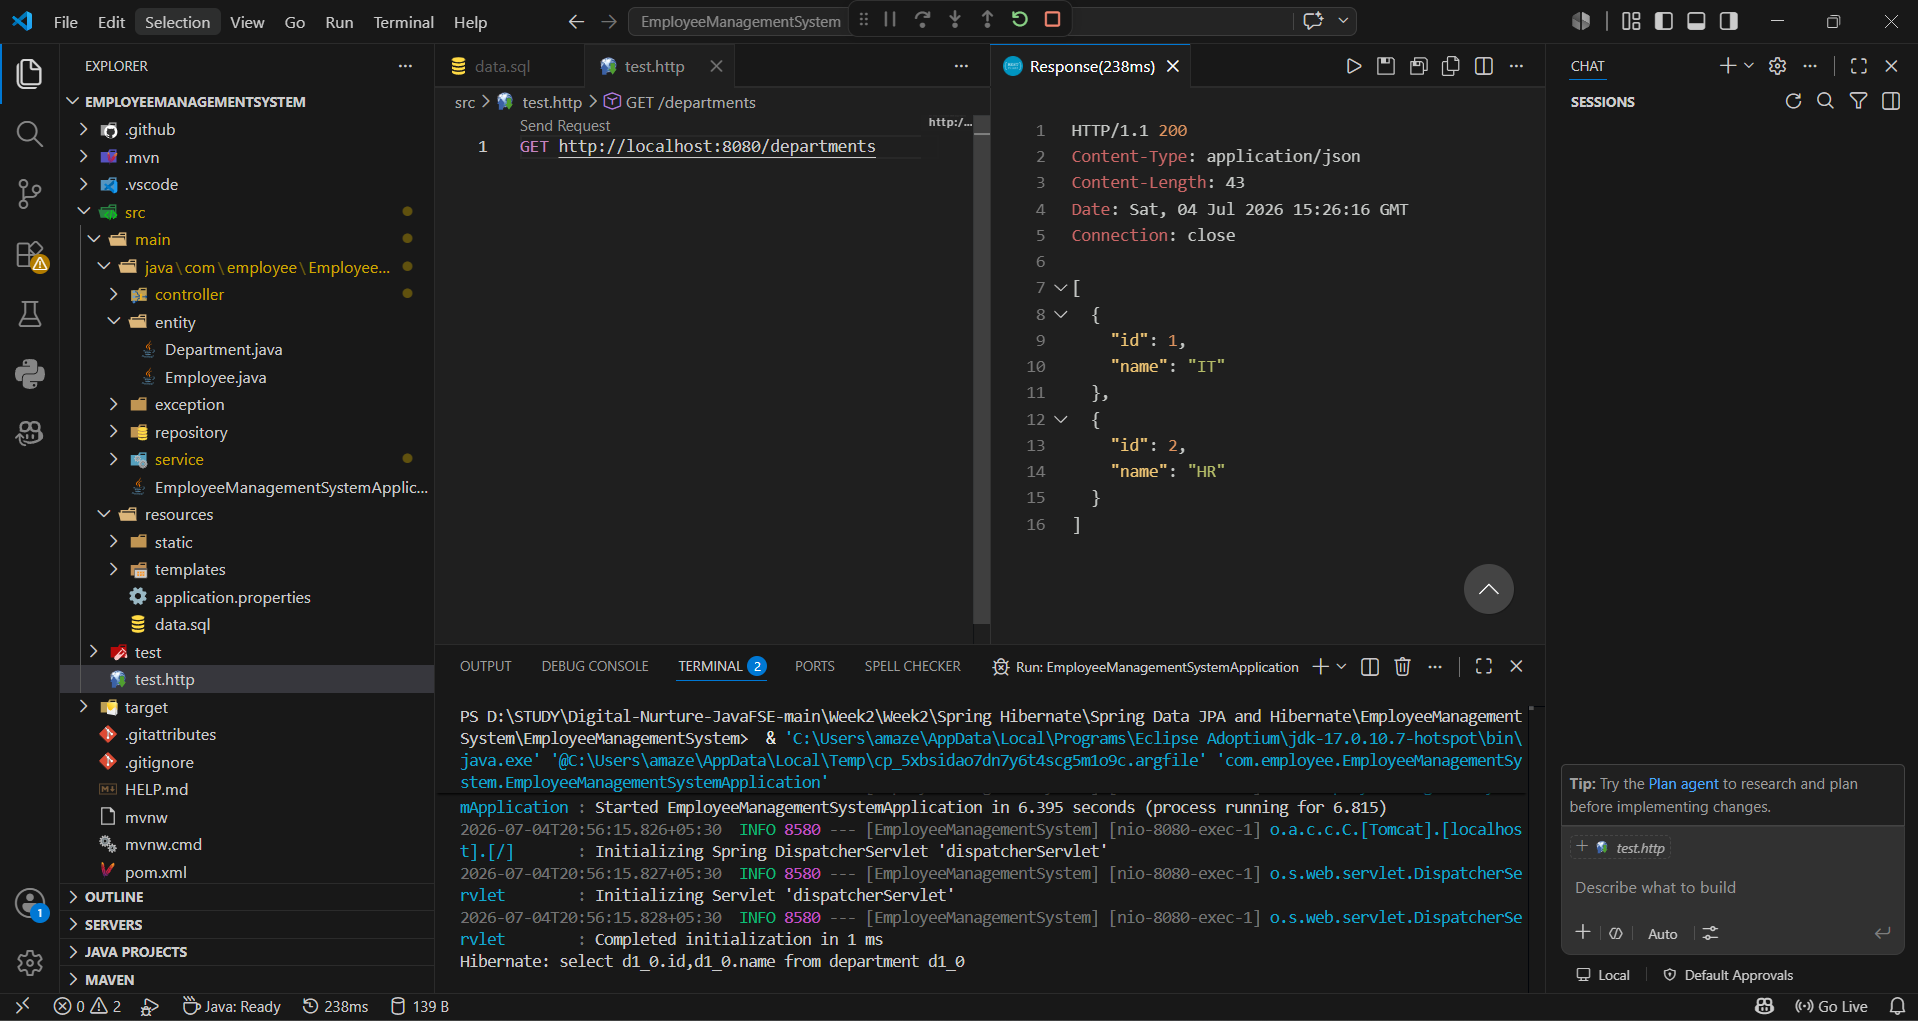 File Edit Selection View Go Run Terminal Help
EmployeeManagementSystem
EXPLORER
EMPLOYEEMANAGEMENTSYSTEM
.github
.mvn
.vscode
src
main
java\com\employee\Employee...
controller
entity
Department.java
Employee.java
exception
repository
service
EmployeeManagementSystemApplic...
resources
static
templates
application.properties
data.sql
test
test.http
target
.gitattributes
.gitignore
HELP.md
mvnw
mvnw.cmd
pom.xml
OUTLINE
SERVERS
JAVA PROJECTS
MAVEN
data.sql
test.http
src > test.http > GET /departments
Send Request
1 GET http://localhost:8080/departments
http:/...
Response(238ms)
1 HTTP/1.1 200
2 Content-Type: application/json
3 Content-Length: 43
4 Date: Sat, 04 Jul 2026 15:26:16 GMT
5 Connection: close
6
7 [
8 {
9 "id": 1,
10 "name": "IT"
11 },
12 {
13 "id": 2,
14 "name": "HR"
15 }
16 ]
OUTPUT DEBUG CONSOLE TERMINAL 2 PORTS SPELL CHECKER Run: EmployeeManagementSystemApplication
PS D:\STUDY\Digital-Nurture-JavaFSE-main\Week2\Week2\Spring Hibernate\Spring Data JPA and Hibernate\EmployeeManagement
System\EmployeeManagementSystem> & 'C:\Users\amaze\AppData\Local\Programs\Eclipse Adoptium\jdk-17.0.10.7-hotspot\bin\
java.exe' '@C:\Users\amaze\AppData\Local\Temp\cp_5xbsidao7dn7y6t4scg5m1o9c.argfile' 'com.employee.EmployeeManagementSy
stem.EmployeeManagementSystemApplication'
mApplication : Started EmployeeManagementSystemApplication in 6.395 seconds (process running for 6.815)
2026-07-04T20:56:15.826+05:30 INFO 8580 --- [EmployeeManagementSystem] [nio-8080-exec-1] o.a.c.c.C.[Tomcat].[localhos
t].[/] : Initializing Spring DispatcherServlet 'dispatcherServlet'
2026-07-04T20:56:15.827+05:30 INFO 8580 --- [EmployeeManagementSystem] [nio-8080-exec-1] o.s.web.servlet.DispatcherSe
rvlet : Initializing Servlet 'dispatcherServlet'
2026-07-04T20:56:15.828+05:30 INFO 8580 --- [EmployeeManagementSystem] [nio-8080-exec-1] o.s.web.servlet.DispatcherSe
rvlet : Completed initialization in 1 ms
Hibernate: select d1_0.id,d1_0.name from department d1_0
CHAT
SESSIONS
Tip: Try the Plan agent to research and plan
before implementing changes.
test.http
Describe what to build
Auto
Local Default Approvals
1
0 2 Java: Ready 238ms 139 B Go Live